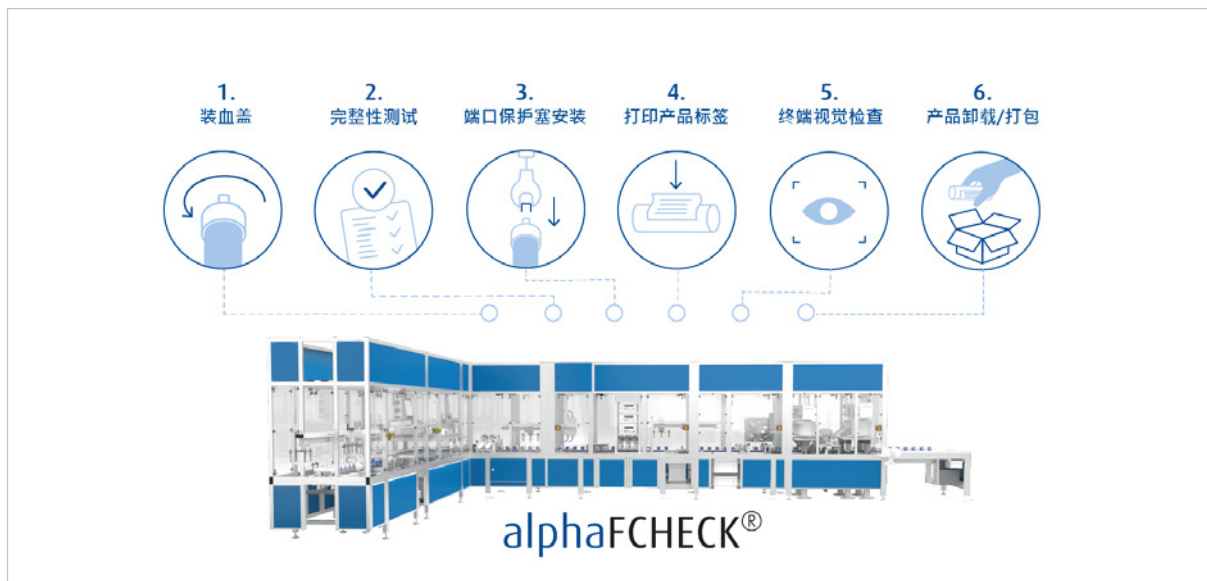 1.
装血盖
2.
完整性测试
3.
端口保护塞安装
4.
打印产品标签
5.
终端视觉检查
6.
产品卸载/打包
alphaFCHECK®